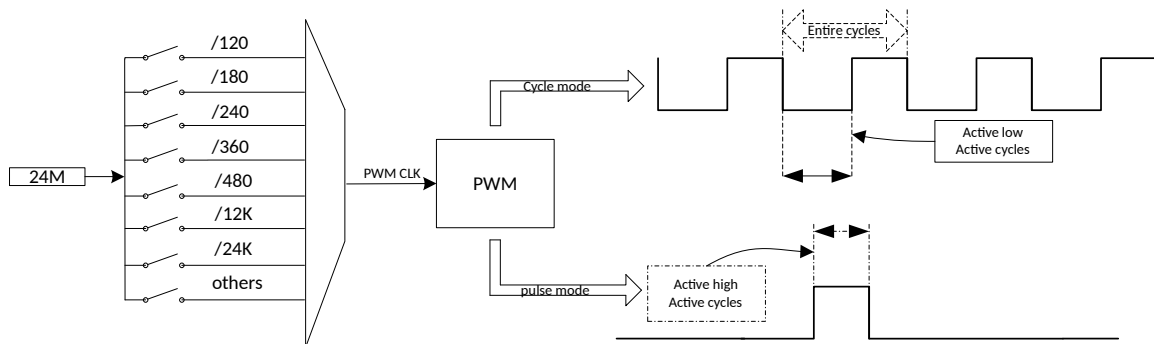 24M
/120
/180
/240
/360
/480
/12K
/24K
others
PWM CLK
PWM
Cycle mode
pulse mode
Entire cycles
Active low
Active cycles
Active high
Active cycles